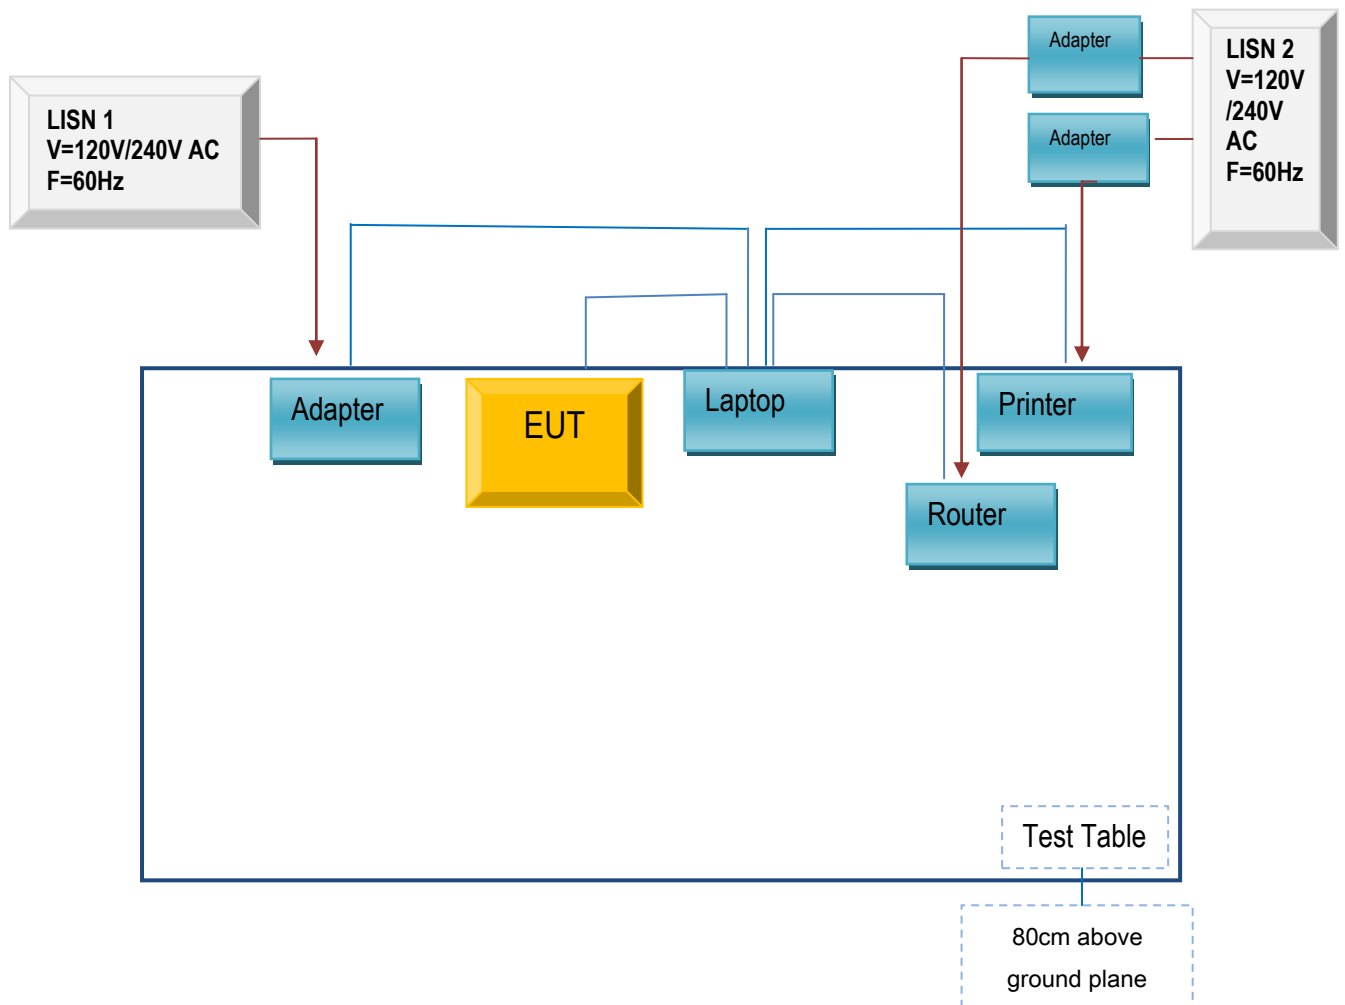 Adapter
LISN 2
V=120V
/240V
AC
F=60Hz
LISN 1
V=120V/240V AC
F=60Hz
Adapter
Adapter
EUT
Laptop
Printer
Router
Test Table
80cm above
ground plane